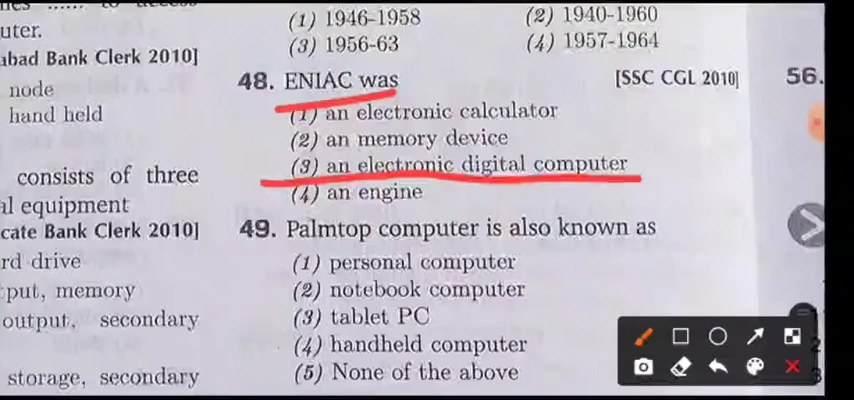 to access
uter.
abad Bank Clerk 2010]
node
hand held
consists of three
al equipment
cate Bank Clerk 2010]
rd drive
put, memory
output, secondary
storage, secondary
(1) 1946-1958 (2) 1940-1960
(3) 1956-63 (4) 1957-1964
48. ENIAC was [SSC CGL 2010]
(1) an electronic calculator
(2) an memory device
(3) an electronic digital computer
(4) an engine
49. Palmtop computer is also known as
(1) personal computer
(2) notebook computer
(3) tablet PC
(4) handheld computer
(5) None of the above
56.